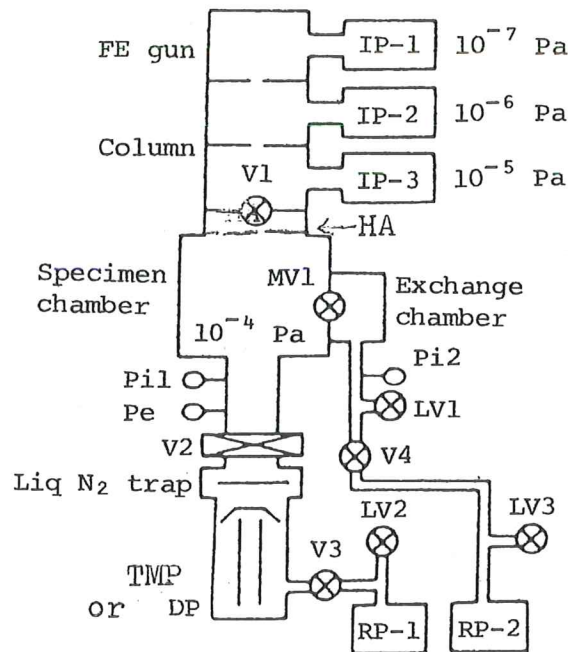 FE gun
IP-1
10⁻⁷ Pa
IP-2
10⁻⁶ Pa
Column
IP-3
10⁻⁵ Pa
V1
HA
Specimen
chamber
MV1
Exchange
chamber
10⁻⁴ Pa
Pi1
Pi2
Pe
LV1
V2
V4
Liq N₂ trap
LV2
LV3
V3
TMP
or DP
RP-1
RP-2